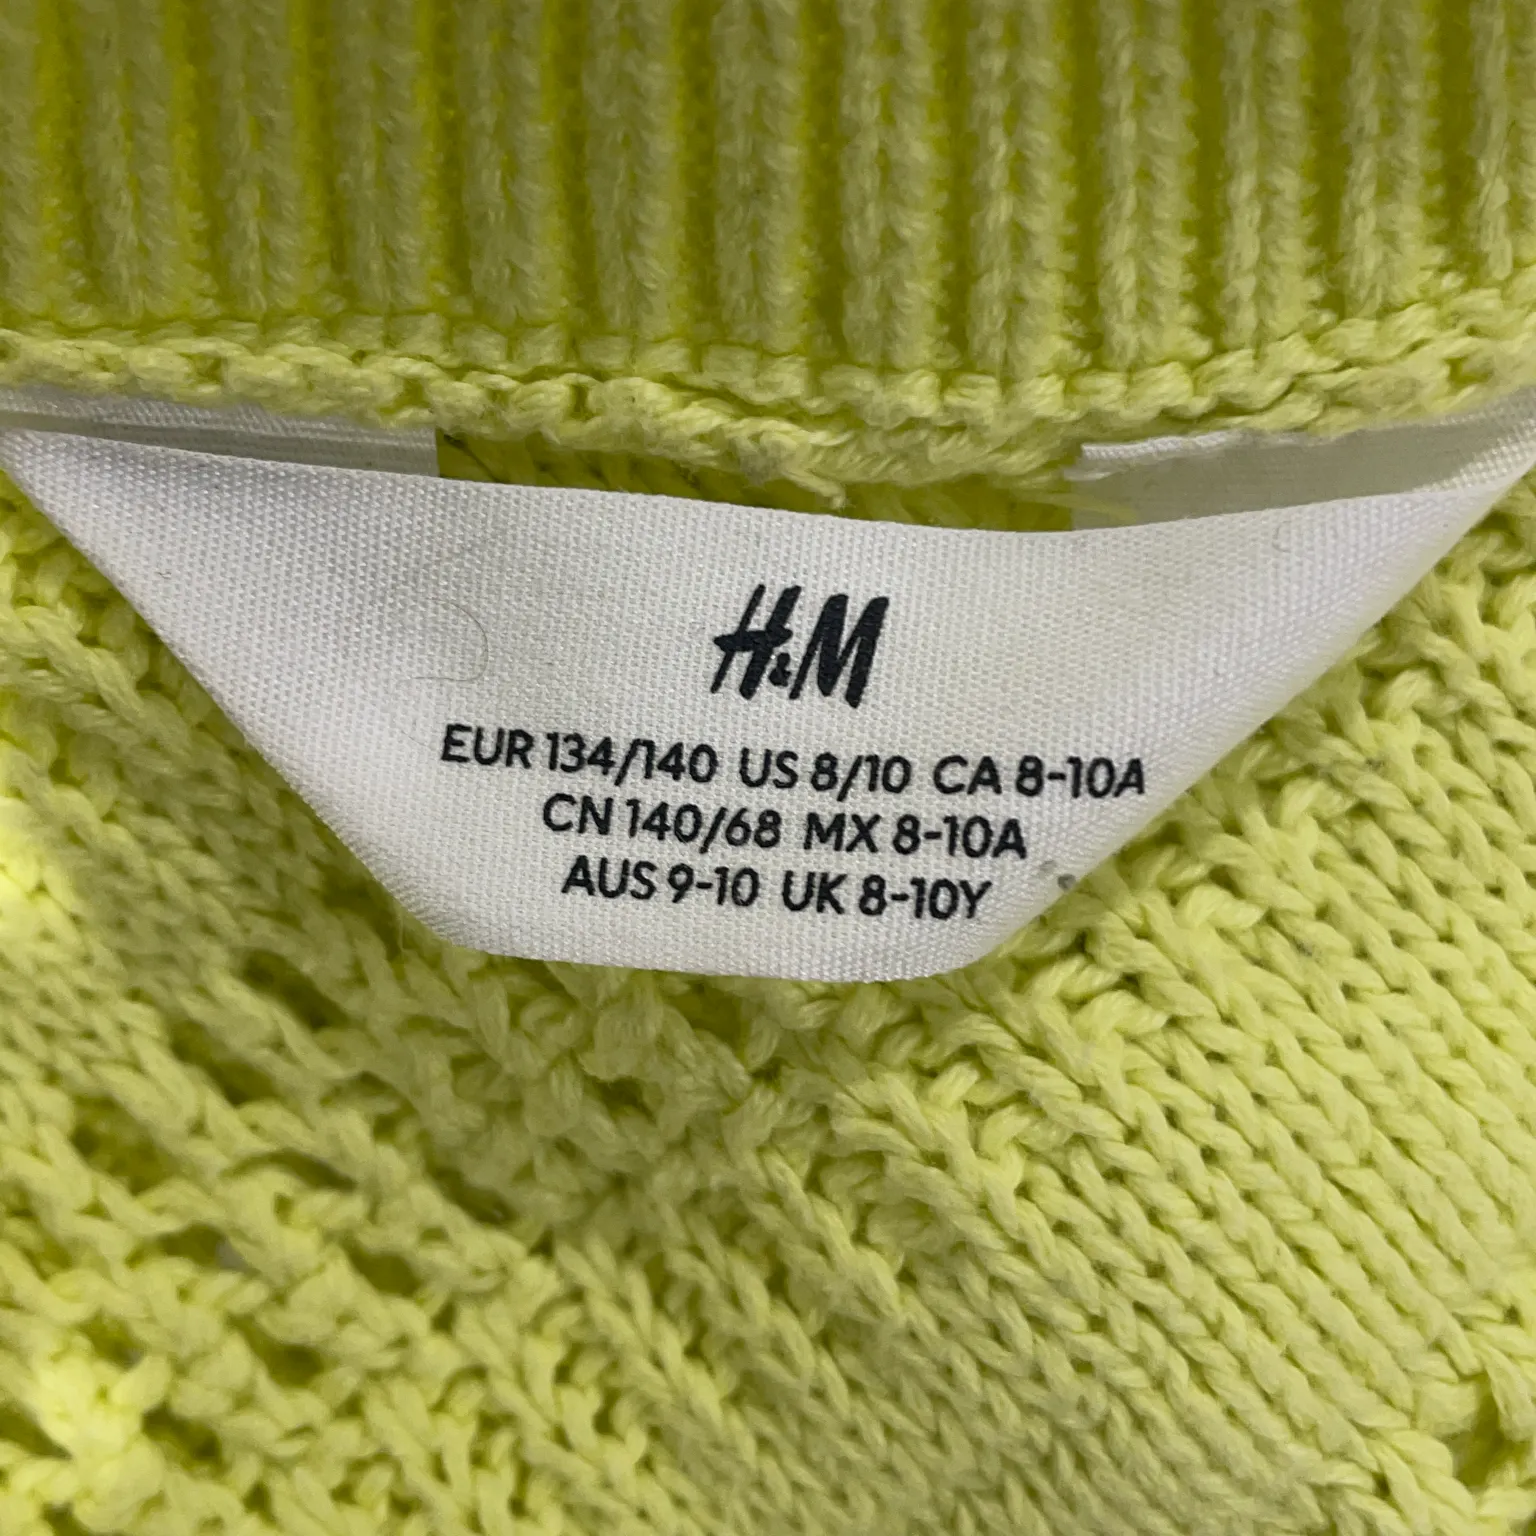 H&M
EUR 134/140 US 8/10 CA 8-10A
CN 140/68 MX 8-10A
AUS 9-10 UK 8-10Y